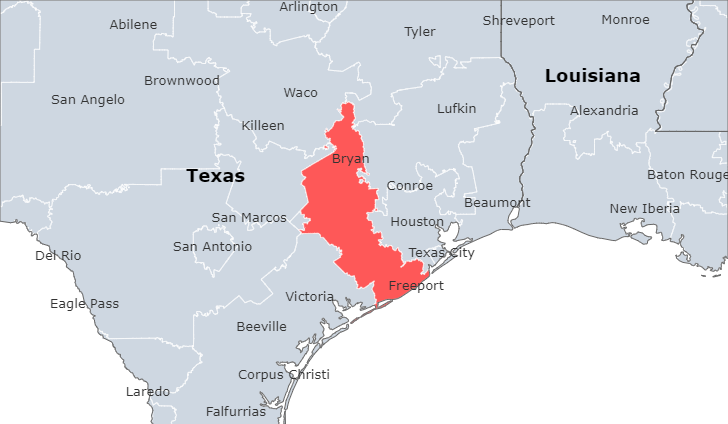 Arlington
Shreveport
Monroe
Abilene
Tyler
Louisiana
Brownwood
Waco
San Angelo
Lufkin
Alexandria
Killeen
Bryan
Texas
Conroe
Baton Rouge
Beaumont
New Iberia
San Marcos
Houston
San Antonio
Texas City
Del Rio
Freeport
Victoria
Eagle Pass
Beeville
Corpus Christi
Laredo
Falfurrias